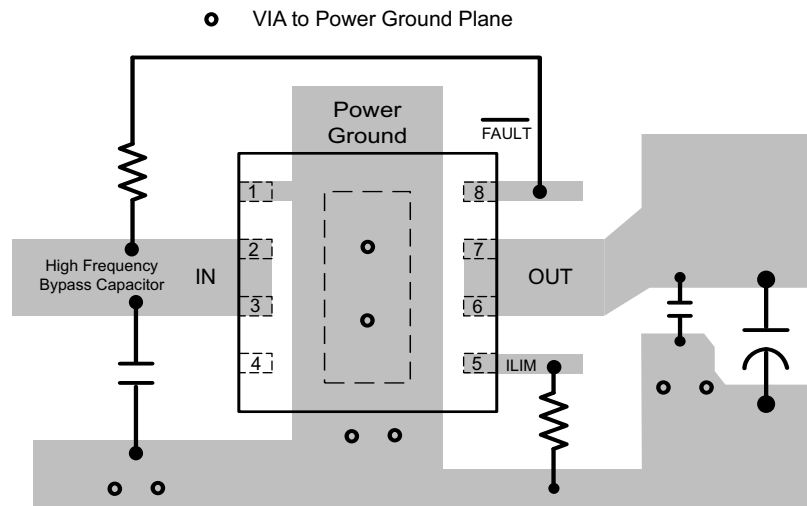 VIA to Power Ground Plane
Power
Ground
FAULT
1
8
2
7
High Frequency
Bypass Capacitor
IN
OUT
3
6
4
5
ILIM